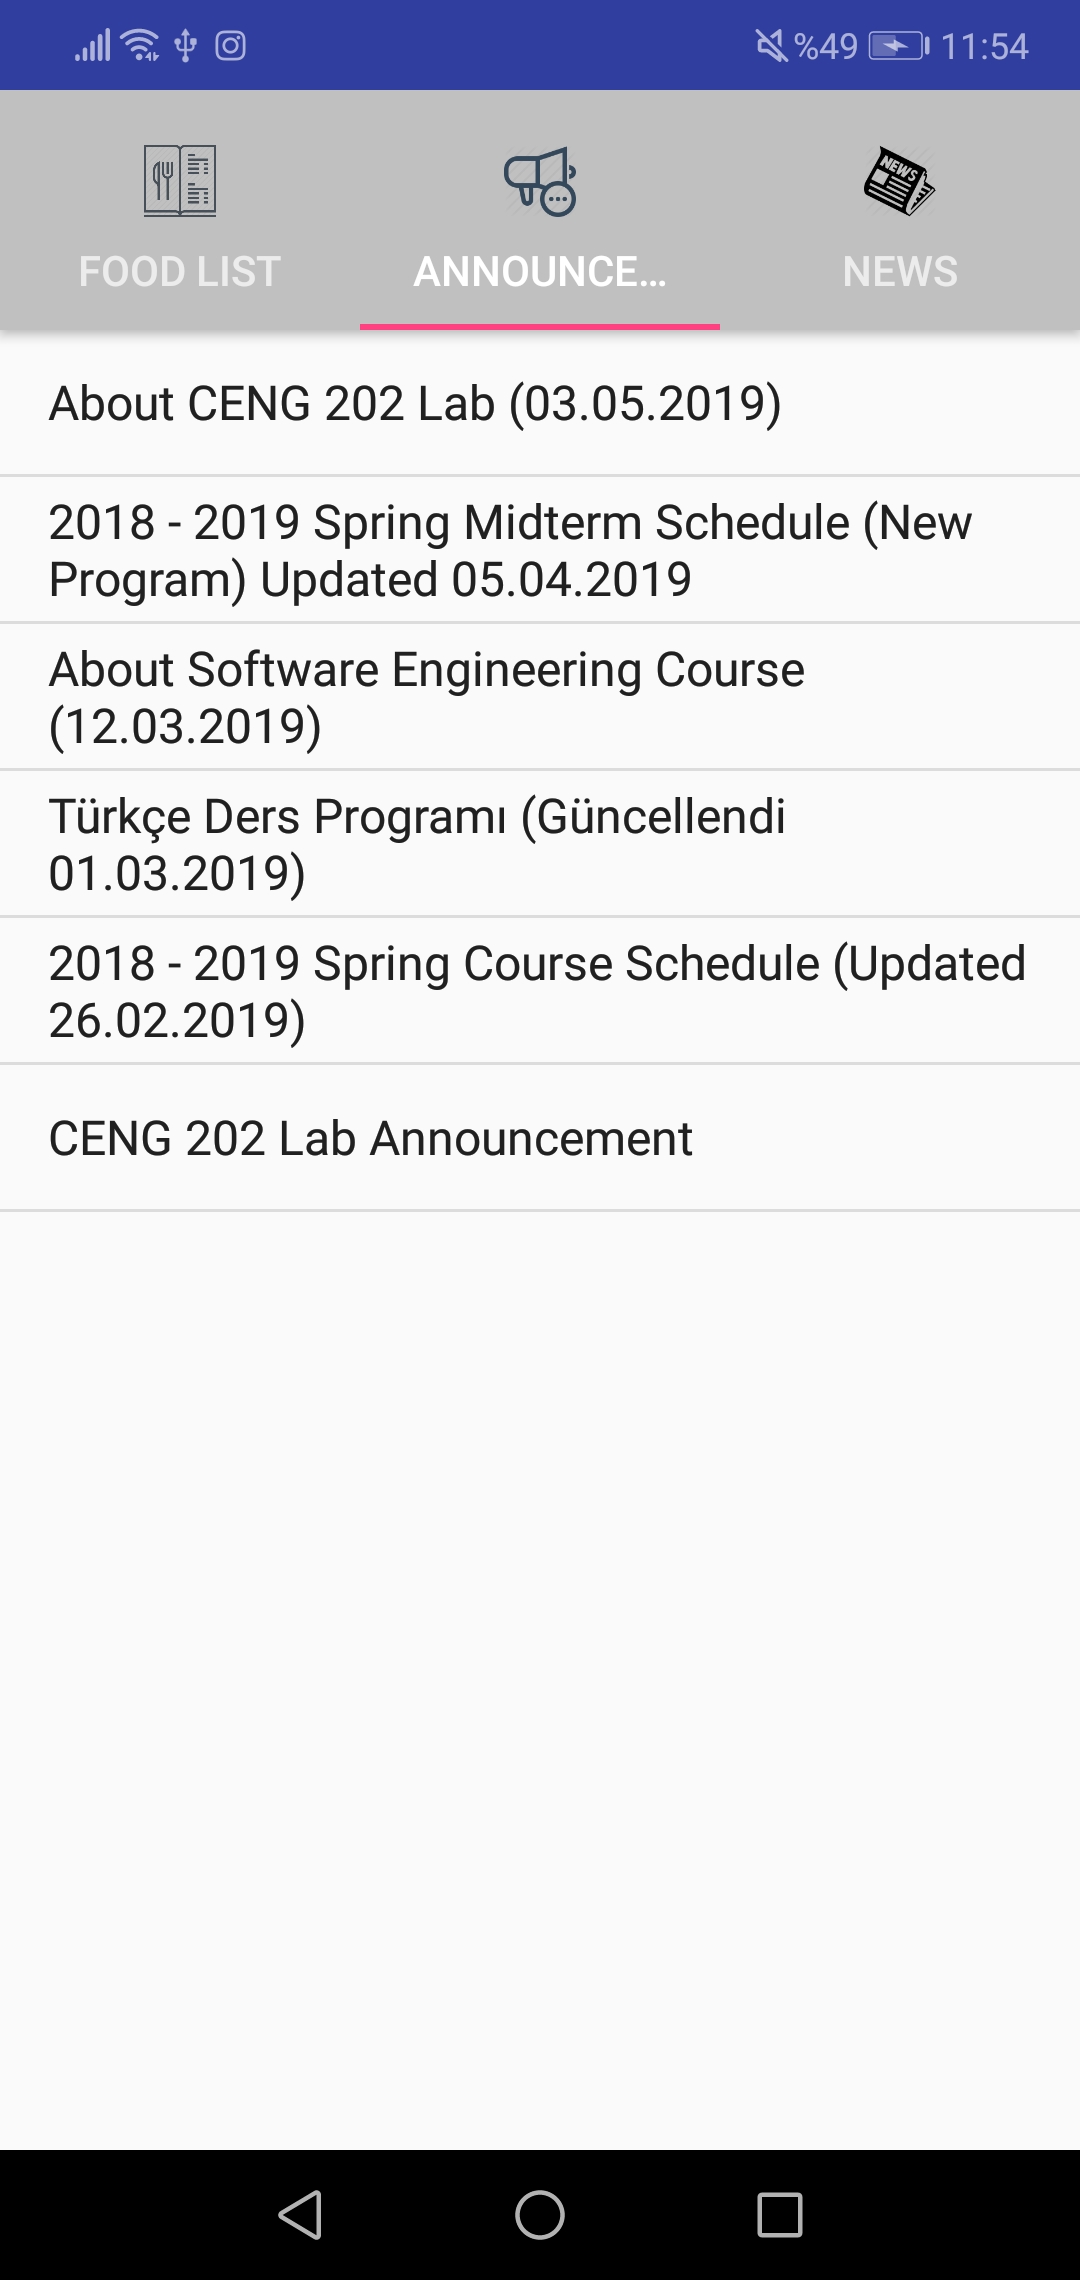 %49 11:54
NEWS
FOOD LIST ANNOUNCE... NEWS
About CENG 202 Lab (03.05.2019)
2018 - 2019 Spring Midterm Schedule (New
Program) Updated 05.04.2019
About Software Engineering Course
(12.03.2019)
Türkçe Ders Programı (Güncellendi
01.03.2019)
2018 - 2019 Spring Course Schedule (Updated
26.02.2019)
CENG 202 Lab Announcement